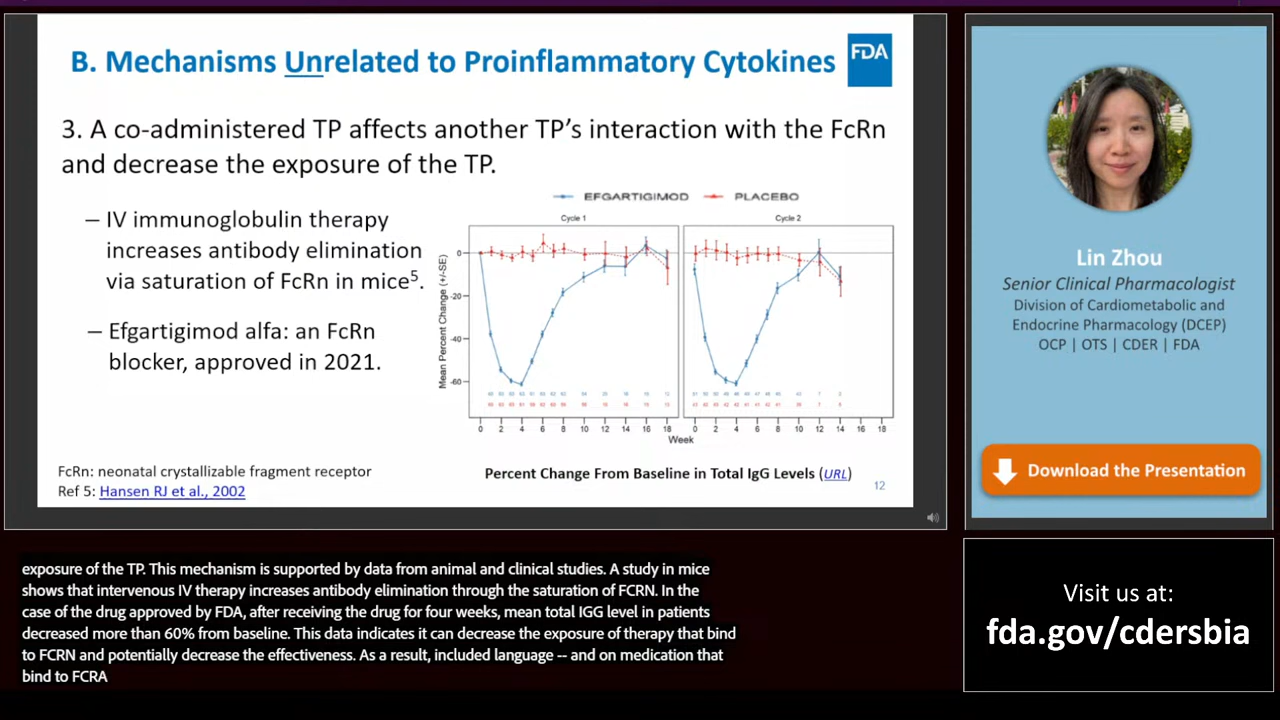 B. Mechanisms Unrelated to Proinflammatory Cytokines
FDA
3. A co-administered TP affects another TP's interaction with the FcRn
and decrease the exposure of the TP.
– IV immunoglobulin therapy
increases antibody elimination
via saturation of FcRn in mice⁵.
– Efgartigimod alfa: an FcRn
blocker, approved in 2021.
EFGARTIGIMOD PLACEBO
Cycle 1 Cycle 2
Mean Percent Change (+/-SE)
0
-20
-40
-60
0 2 4 6 8 10 12 14 16 18 0 2 4 6 8 10 12 14 16 18
Week
Percent Change From Baseline in Total IgG Levels (URL)
FcRn: neonatal crystallizable fragment receptor
Ref 5: Hansen RJ et al., 2002
12
Lin Zhou
Senior Clinical Pharmacologist
Division of Cardiometabolic and
Endocrine Pharmacology (DCEP)
OCP | OTS | CDER | FDA
Download the Presentation
exposure of the TP. This mechanism is supported by data from animal and clinical studies. A study in mice
shows that intervenous IV therapy increases antibody elimination through the saturation of FCRN. In the
case of the drug approved by FDA, after receiving the drug for four weeks, mean total IGG level in patients
decreased more than 60% from baseline. This data indicates it can decrease the exposure of therapy that bind
to FCRN and potentially decrease the effectiveness. As a result, included language -- and on medication that
bind to FCRA
Visit us at:
fda.gov/cdersbia